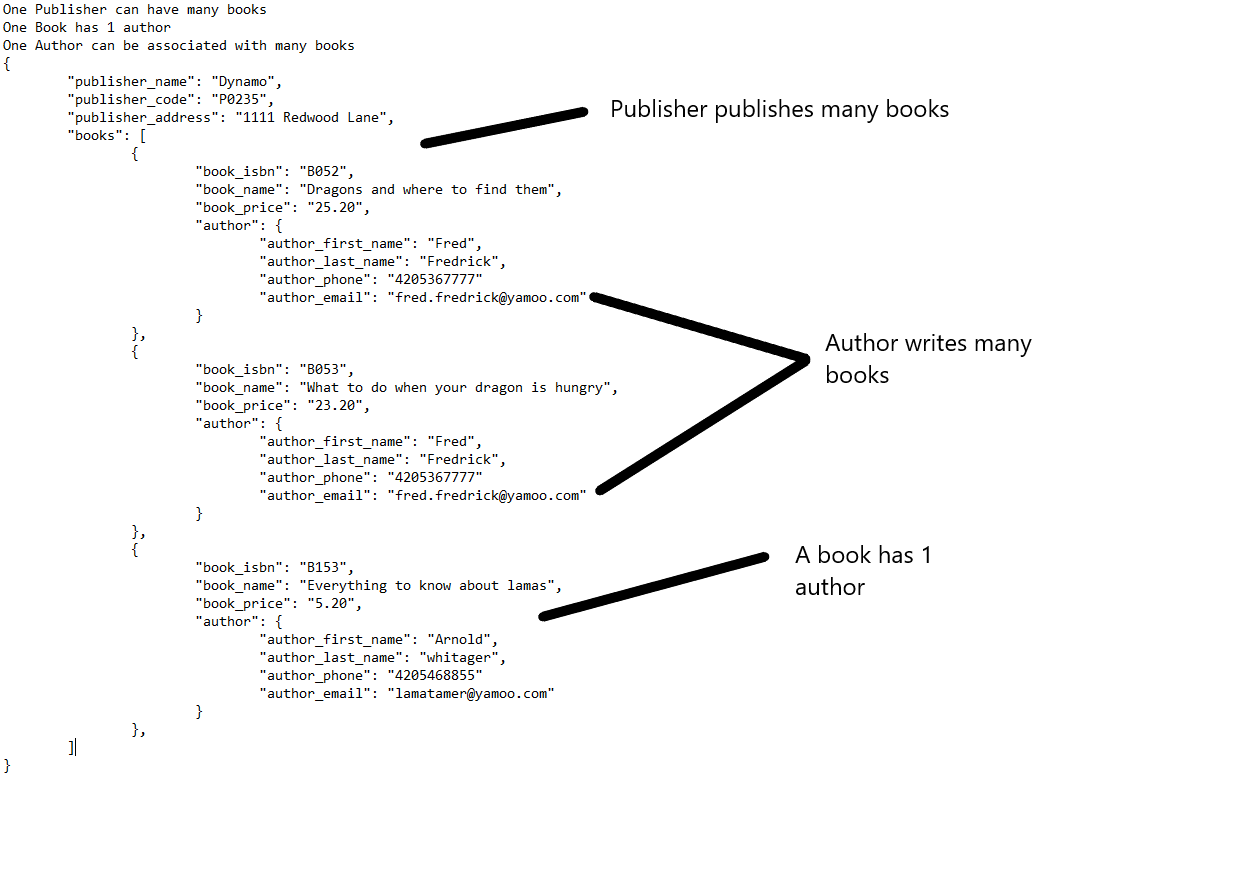 One Publisher can have many books
One Book has 1 author
One Author can be associated with many books
{
"publisher_name": "Dynamo",
"publisher_code": "P0235",
"publisher_address": "1111 Redwood Lane",
"books": [
{
"book_isbn": "B052",
"book_name": "Dragons and where to find them",
"book_price": "25.20",
"author": {
"author_first_name": "Fred",
"author_last_name": "Fredrick",
"author_phone": "4205367777"
"author_email": "fred.fredrick@yamoo.com"
}
},
{
"book_isbn": "B053",
"book_name": "What to do when your dragon is hungry",
"book_price": "23.20",
"author": {
"author_first_name": "Fred",
"author_last_name": "Fredrick",
"author_phone": "4205367777"
"author_email": "fred.fredrick@yamoo.com"
}
},
{
"book_isbn": "B153",
"book_name": "Everything to know about lamas",
"book_price": "5.20",
"author": {
"author_first_name": "Arnold",
"author_last_name": "whitager",
"author_phone": "4205468855"
"author_email": "lamatamer@yamoo.com"
}
},
]
}
Publisher publishes many books
Author writes many
books
A book has 1
author